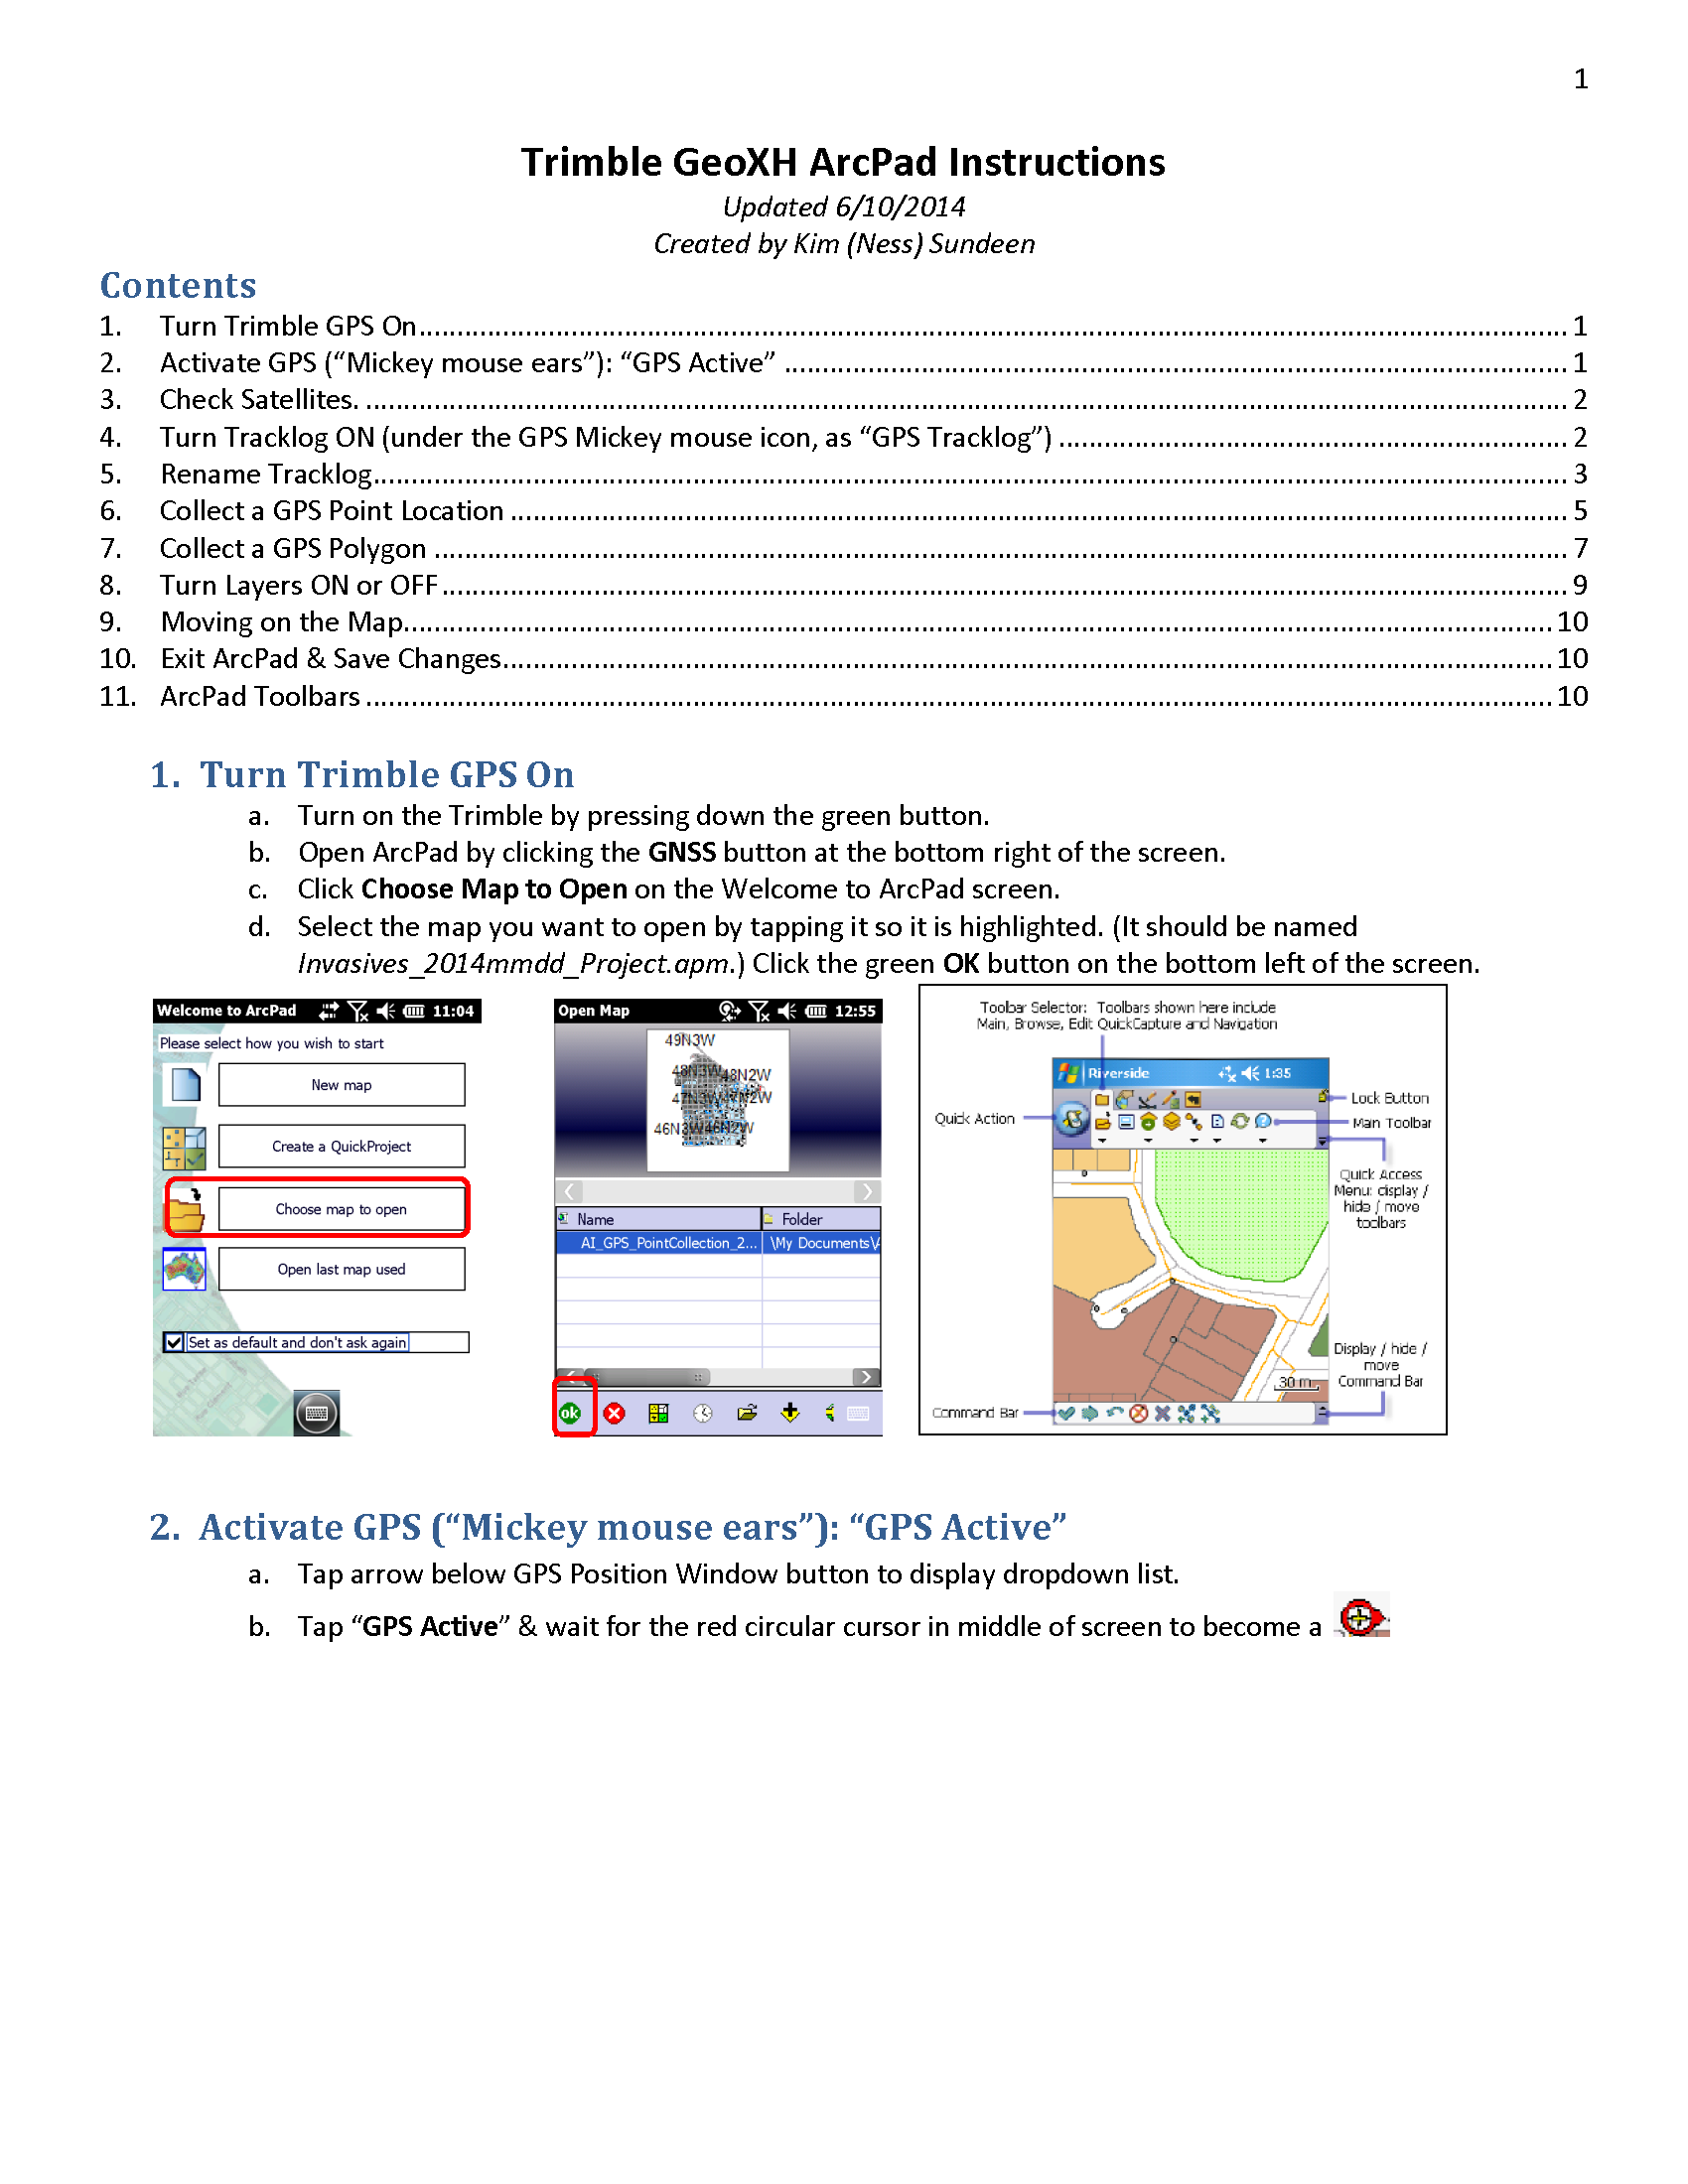 1
Trimble GeoXH ArcPad Instructions
Updated 6/10/2014
Created by Kim (Ness) Sundeen
Contents
1. Turn Trimble GPS On 1
2. Activate GPS (“Mickey mouse ears”): “GPS Active” 1
3. Check Satellites. 2
4. Turn Tracklog ON (under the GPS Mickey mouse icon, as “GPS Tracklog”) 2
5. Rename Tracklog 3
6. Collect a GPS Point Location 5
7. Collect a GPS Polygon 7
8. Turn Layers ON or OFF 9
9. Moving on the Map 10
10. Exit ArcPad & Save Changes 10
11. ArcPad Toolbars 10
1. Turn Trimble GPS On
a. Turn on the Trimble by pressing down the green button.
b. Open ArcPad by clicking the GNSS button at the bottom right of the screen.
c. Click Choose Map to Open on the Welcome to ArcPad screen.
d. Select the map you want to open by tapping it so it is highlighted. (It should be named
Invasives_2014mmdd_Project.apm.) Click the green OK button on the bottom left of the screen.
Welcome to ArcPad 11:04
Please select how you wish to start
New map
Create a QuickProject
Choose map to open
Open last map used
Set as default and don't ask again
Open Map 12:55
49N3W
48N3W 48N2W
47N3W 47N2W
46N3W 46N2W
Name Folder
AI_GPS_PointCollection_2... \My Documents\A
ok
Toolbar Selector: Toolbars shown here include
Main, Browse, Edit QuickCapture and Navigation
Riverside 1:35
Lock Button
Quick Action
Main Toolbar
Quick Access
Menu: display /
hide / move
toolbars
Display / hide /
move
Command Bar
30 m
Command Bar
2. Activate GPS (“Mickey mouse ears”): “GPS Active”
a. Tap arrow below GPS Position Window button to display dropdown list.
b. Tap “GPS Active” & wait for the red circular cursor in middle of screen to become a